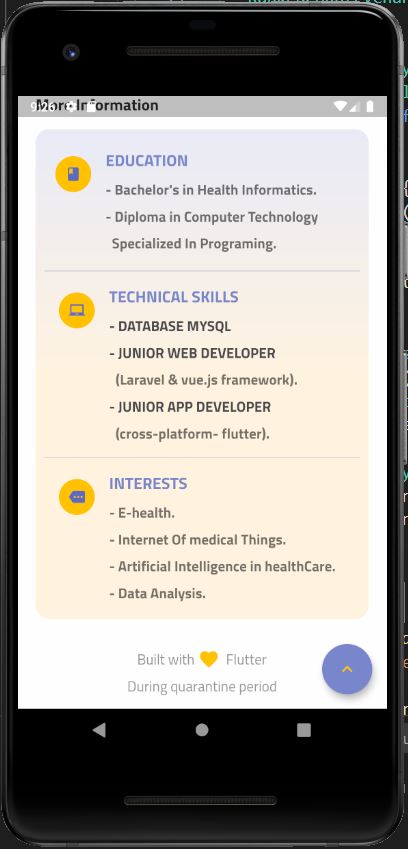 More Information
9:26
EDUCATION
- Bachelor's in Health Informatics.
- Diploma in Computer Technology
Specialized In Programing.
TECHNICAL SKILLS
- DATABASE MYSQL
- JUNIOR WEB DEVELOPER
(Laravel & vue.js framework).
- JUNIOR APP DEVELOPER
(cross-platform- flutter).
INTERESTS
- E-health.
- Internet Of medical Things.
- Artificial Intelligence in healthCare.
- Data Analysis.
Built with Flutter
During quarantine period